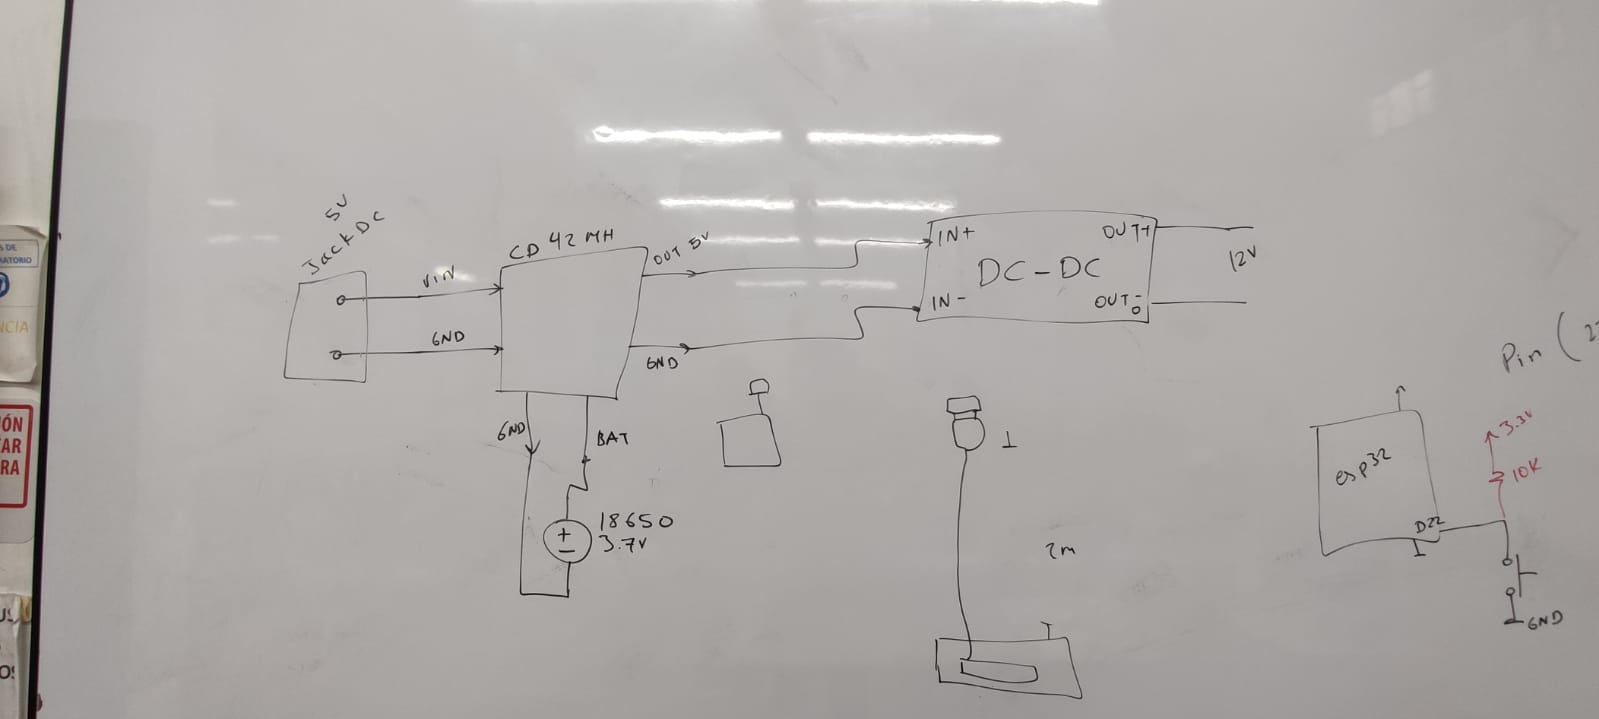 5V
Jack DC
VIN
GND
CD 42 MH
OUT 5V
GND
GND
BAT
18650
3.7V
+
-
IN+
IN-
DC-DC
OUT+
OUT-
12V
2m
esp32
D22
Pin (2
3.3V
10K
GND
S DE
ATORIO
NCIA
IÓN
AR
RA